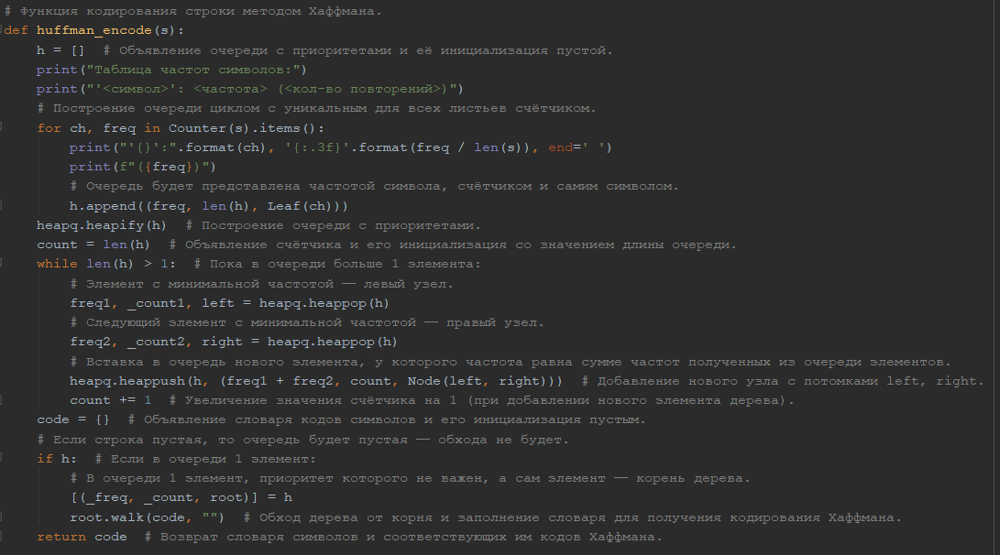 # Функция кодирования строки методом Хаффмана.
def huffman_encode(s):
    h = []  # Объявление очереди с приоритетами и её инициализация пустой.
    print("Таблица частот символов:")
    print("'<символ>': <частота> (<кол-во повторений>)")
    # Построение очереди циклом с уникальным для всех листьев счётчиком.
    for ch, freq in Counter(s).items():
        print("'{}':".format(ch), '{:.3f}'.format(freq / len(s)), end=' ')
        print(f"({freq})")
        # Очередь будет представлена частотой символа, счётчиком и самим символом.
        h.append((freq, len(h), Leaf(ch)))
    heapq.heapify(h)  # Построение очереди с приоритетами.
    count = len(h)  # Объявление счётчика и его инициализация со значением длины очереди.
    while len(h) > 1:  # Пока в очереди больше 1 элемента:
        # Элемент с минимальной частотой — левый узел.
        freq1, _count1, left = heapq.heappop(h)
        # Следующий элемент с минимальной частотой — правый узел.
        freq2, _count2, right = heapq.heappop(h)
        # Вставка в очередь нового элемента, у которого частота равна сумме частот полученных из очереди элементов.
        heapq.heappush(h, (freq1 + freq2, count, Node(left, right)))  # Добавление нового узла с потомками left, right.
        count += 1  # Увеличение значения счётчика на 1 (при добавлении нового элемента дерева).
    code = {}  # Объявление словаря кодов символов и его инициализация пустым.
    # Если строка пустая, то очередь будет пустая — обхода не будет.
    if h:  # Если в очереди 1 элемент:
        # В очереди 1 элемент, приоритет которого не важен, а сам элемент — корень дерева.
        [(_freq, _count, root)] = h
        root.walk(code, "")  # Обход дерева от корня и заполнение словаря для получения кодирования Хаффмана.
    return code  # Возврат словаря символов и соответствующих им кодов Хаффмана.